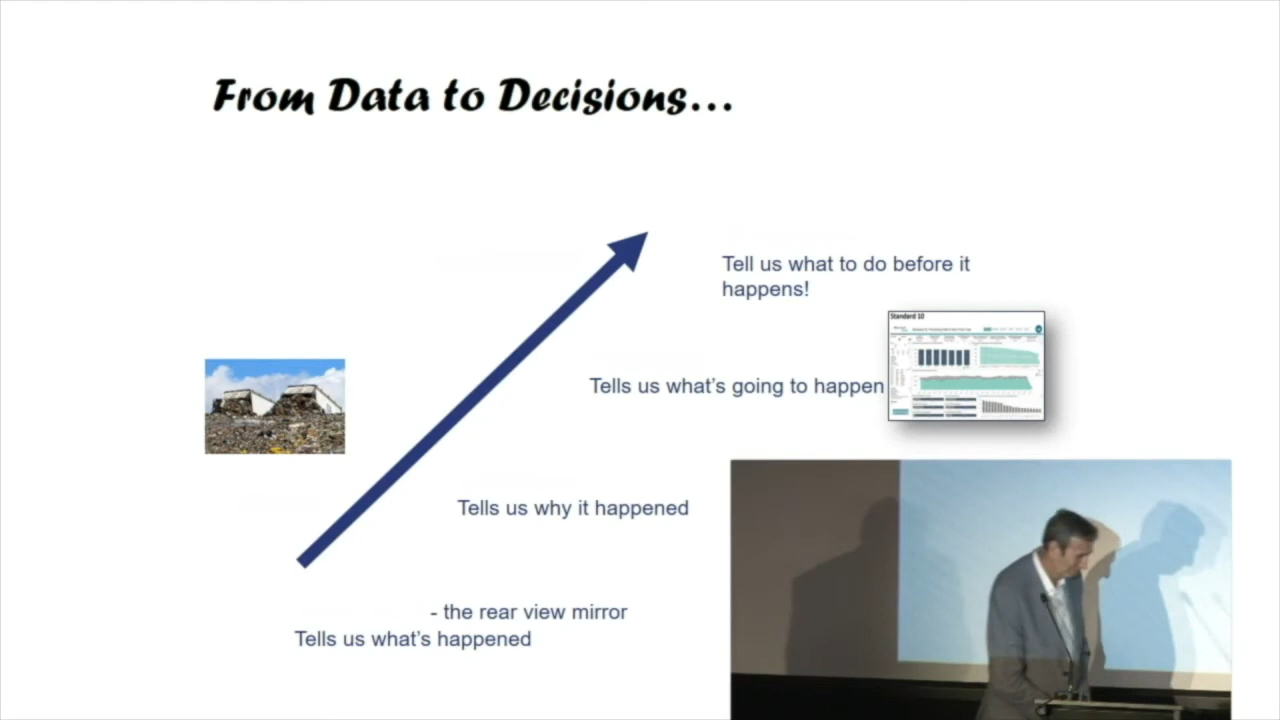 From Data to Decisions...
Tell us what to do before it
happens!
Standard 10
Tells us what's going to happen
Tells us why it happened
- the rear view mirror
Tells us what's happened